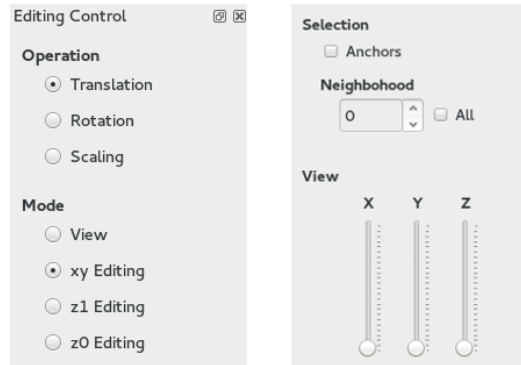 Editing Control
Operation
Translation
Rotation
Scaling
Mode
View
xy Editing
z1 Editing
z0 Editing
Selection
Anchors
Neighbohood
0 All
View
X Y Z